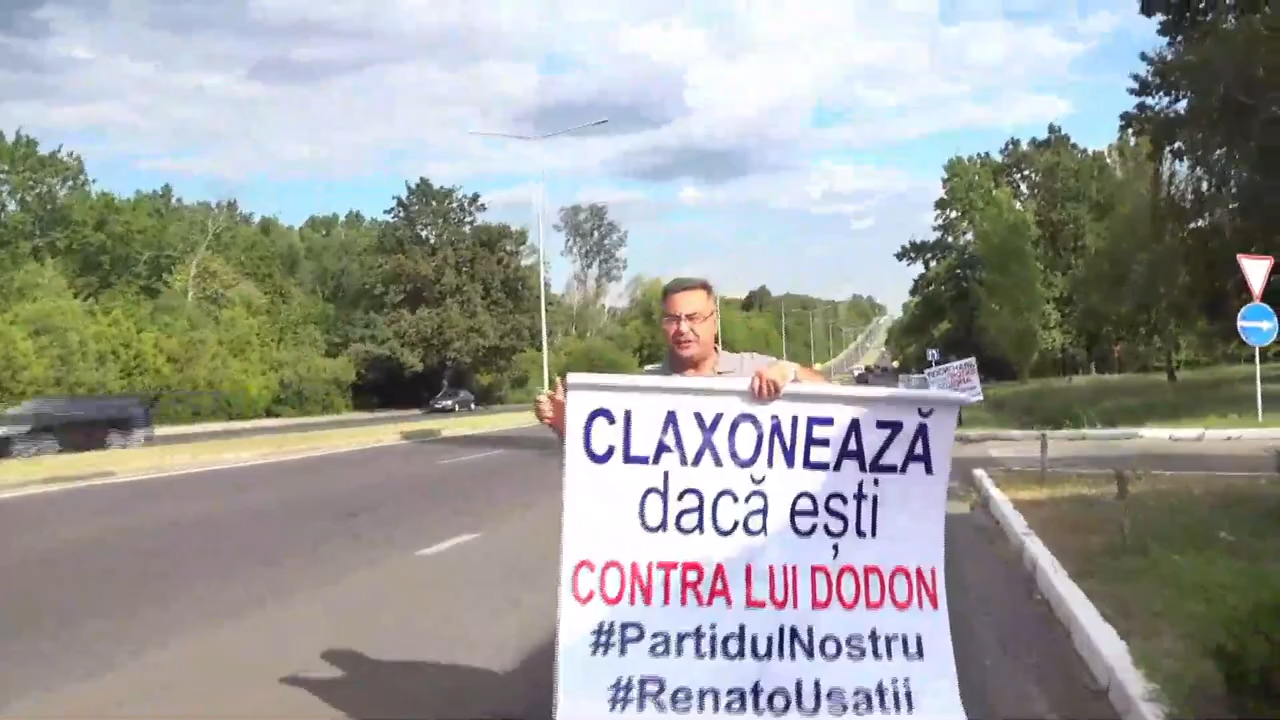 CLAXONEAZĂ
dacă ești
CONTRA LUI DODON
#PartidulNostru
#RenatoUsatii